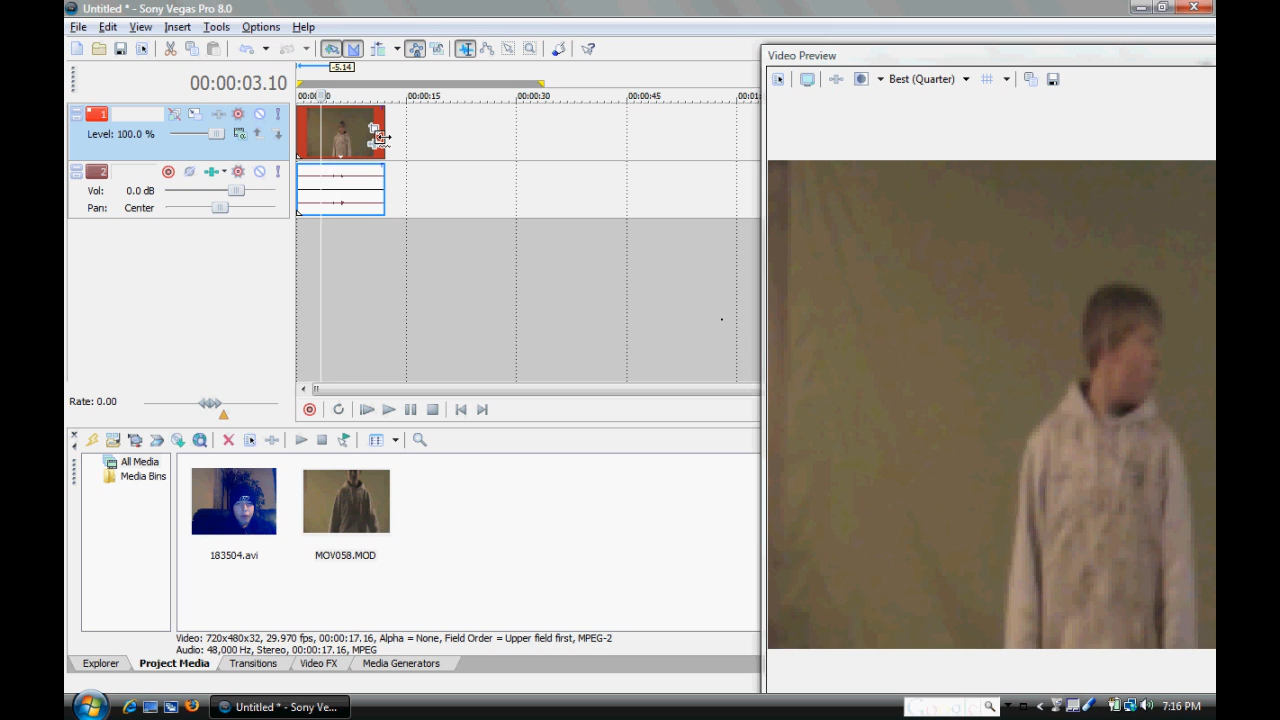 Untitled * - Sony Vegas Pro 8.0
File Edit View Insert Tools Options Help
-5.14
00:00:03.10
00:00:15 00:00:30 00:00:45
1
Level: 100.0 %
2
Vol: 0.0 dB
Pan: Center
Rate: 0.00
Video Preview
Best (Quarter)
All Media
Media Bins
183504.avi MOV058.MOD
Video: 720x480x32, 29.970 fps, 00:00:17.16, Alpha = None, Field Order = Upper field first, MPEG-2
Audio: 48,000 Hz, Stereo, 00:00:17.16, MPEG
Explorer Project Media Transitions Video FX Media Generators
Untitled * - Sony Ve... Google 7:16 PM